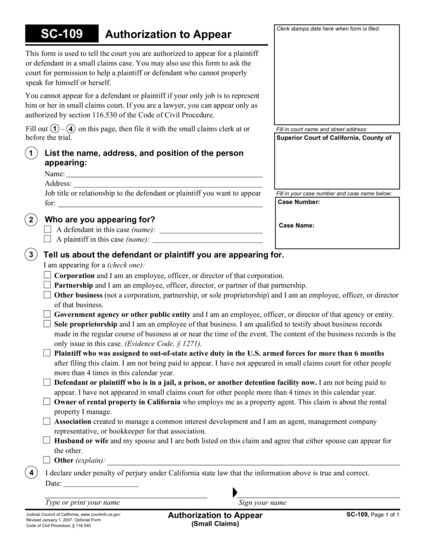 SC-109
Authorization to Appear
Clerk stamps date here when form is filed.
This form is used to tell the court you are authorized to appear for a plaintiff
or defendant in a small claims case. You may also use this form to ask the
court for permission to help a plaintiff or defendant who cannot properly
speak for himself or herself.
You cannot appear for a defendant or plaintiff if your only job is to represent
him or her in small claims court. If you are a lawyer, you can appear only as
authorized by section 116.530 of the Code of Civil Procedure.
Fill out 1 – 4 on this page, then file it with the small claims clerk at or
before the trial.
Fill in court name and street address:
Superior Court of California, County of
1 List the name, address, and position of the person
appearing:
Name:
Address:
Job title or relationship to the defendant or plaintiff you want to appear
for:
Fill in your case number and case name below:
Case Number:
Case Name:
2 Who are you appearing for?
A defendant in this case (name):
A plaintiff in this case (name):
3 Tell us about the defendant or plaintiff you are appearing for.
I am appearing for a (check one):
Corporation and I am an employee, officer, or director of that corporation.
Partnership and I am an employee, officer, director, or partner of that partnership.
Other business (not a corporation, partnership, or sole proprietorship) and I am an employee, officer, or director
of that business.
Government agency or other public entity and I am an employee, officer, or director of that agency or entity.
Sole proprietorship and I am an employee of that business. I am qualified to testify about business records
made in the regular course of business at or near the time of the event. The content of the business records is the
only issue in this case. (Evidence Code, § 1271).
Plaintiff who was assigned to out-of-state active duty in the U.S. armed forces for more than 6 months
after filing this claim. I am not being paid to appear. I have not appeared in small claims court for other people
more than 4 times in this calendar year.
Defendant or plaintiff who is in a jail, a prison, or another detention facility now. I am not being paid to
appear. I have not appeared in small claims court for other people more than 4 times in this calendar year.
Owner of rental property in California who employs me as a property agent. This claim is about the rental
property I manage.
Association created to manage a common interest development and I am an agent, management company
representative, or bookkeeper for that association.
Husband or wife and my spouse and I are both listed on this claim and agree that either spouse can appear for
the other.
Other (explain):
4 I declare under penalty of perjury under California state law that the information above is true and correct.
Date:
Type or print your name
Sign your name
Judicial Council of California, www.courtinfo.ca.gov
Revised January 1, 2007, Optional Form
Code of Civil Procedure, § 116.540
Authorization to Appear
(Small Claims)
SC-109, Page 1 of 1